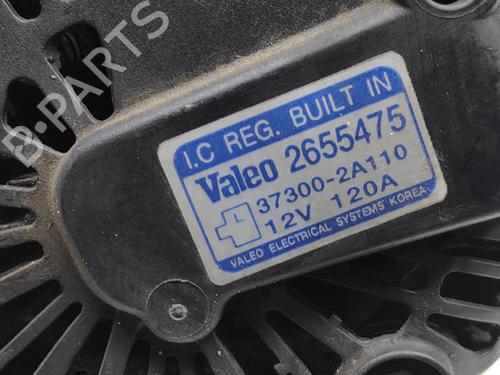 B-PARTS
I.C REG. BUILT IN
Valeo 2655475
37300-2A110
12V 120A
VALEO ELECTRICAL SYSTEMS KOREA